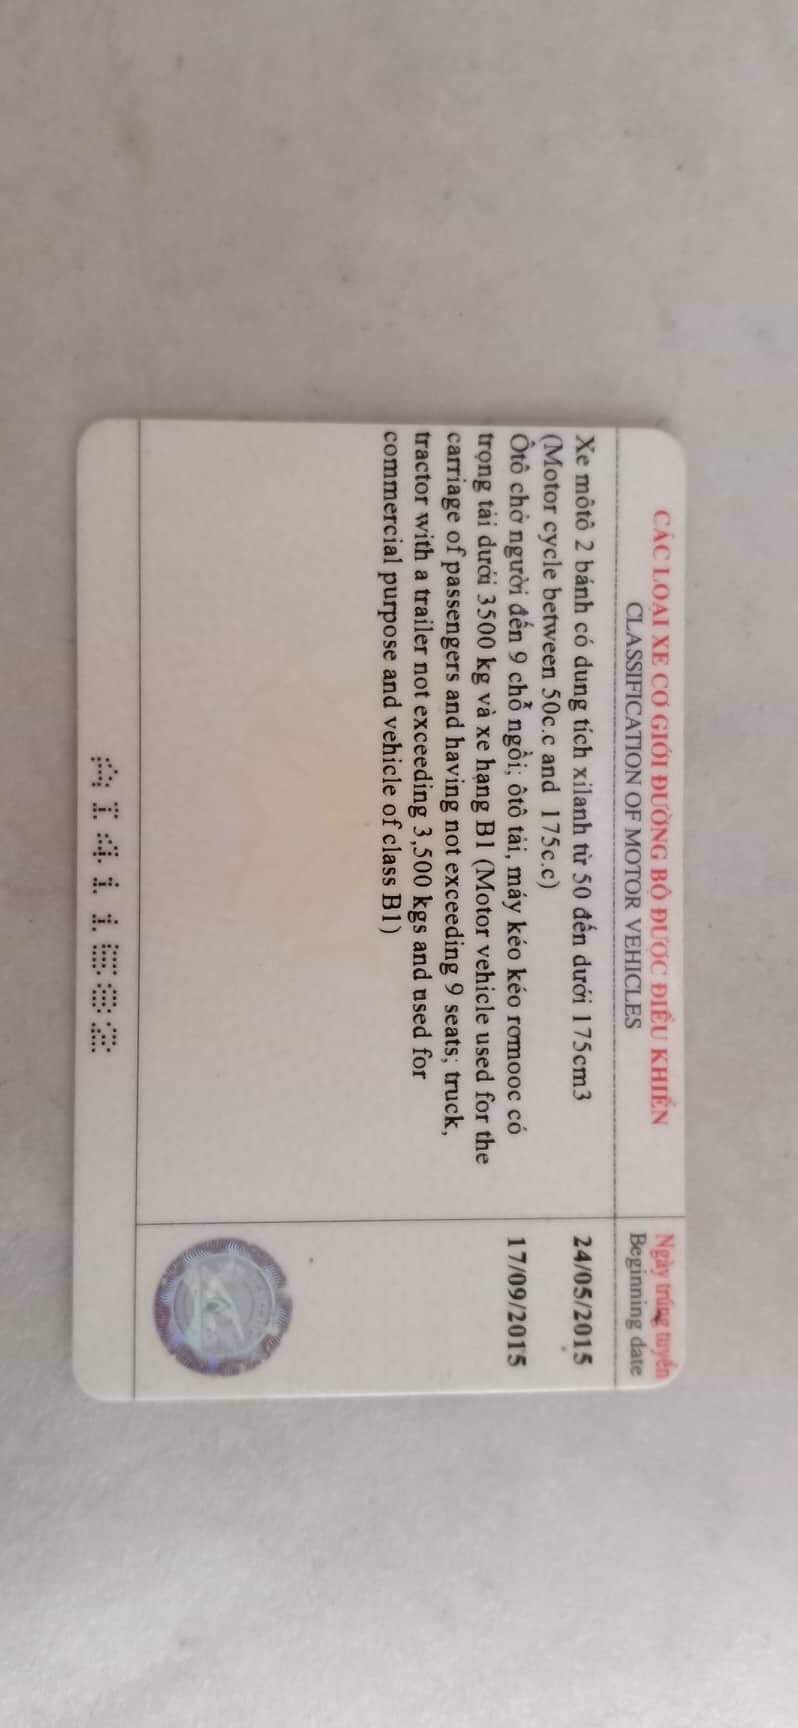 CÁC LOẠI XE CƠ GIỚI ĐƯỜNG BỘ ĐƯỢC ĐIỀU KHIỂN
CLASSIFICATION OF MOTOR VEHICLES
Ngày trúng tuyển
Beginning date
Xe môtô 2 bánh có dung tích xilanh từ 50 đến dưới 175cm3
24/05/2015
(Motor cycle between 50c.c and 175c.c)
Ôtô chở người đến 9 chỗ ngồi; ôtô tải, máy kéo kéo rơmooc có
17/09/2015
trọng tải dưới 3500 kg và xe hạng B1 (Motor vehicle used for the
carriage of passengers and having not exceeding 9 seats; truck,
tractor with a trailer not exceeding 3,500 kgs and used for
commercial purpose and vehicle of class B1)